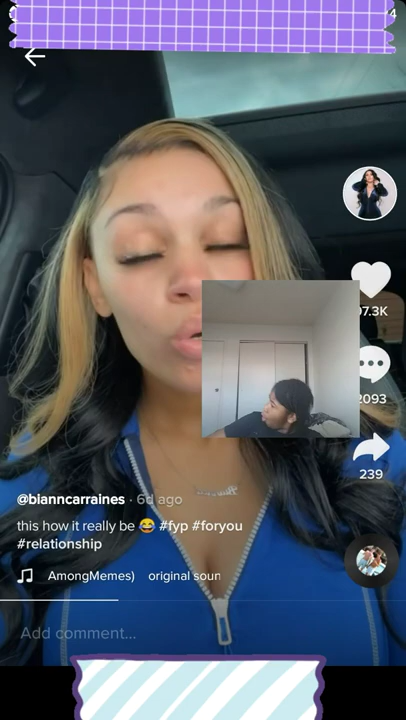 07.3K
2093
239
@bianncarraines · 6d ago
this how it really be 😂 #fyp #foryou
#relationship
AmongMemes) original soun
Add comment...